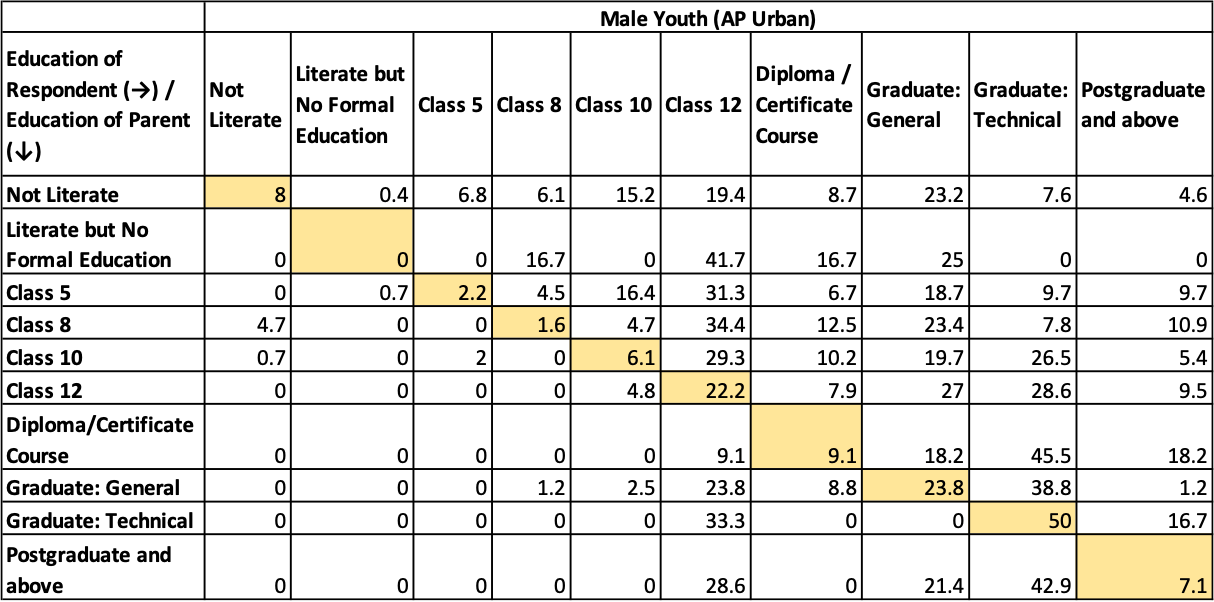 Male Youth (AP Urban)
Education of Respondent (→) / Education of Parent (↓) Not Literate Literate but No Formal Education Class 5 Class 8 Class 10 Class 12 Diploma / Certificate Course Graduate: General Graduate: Technical Postgraduate and above
Not Literate 8 0.4 6.8 6.1 15.2 19.4 8.7 23.2 7.6 4.6
Literate but No Formal Education 0 0 0 16.7 0 41.7 16.7 25 0 0
Class 5 0 0.7 2.2 4.5 16.4 31.3 6.7 18.7 9.7 9.7
Class 8 4.7 0 0 1.6 4.7 34.4 12.5 23.4 7.8 10.9
Class 10 0.7 0 2 0 6.1 29.3 10.2 19.7 26.5 5.4
Class 12 0 0 0 0 4.8 22.2 7.9 27 28.6 9.5
Diploma/Certificate Course 0 0 0 0 0 9.1 9.1 18.2 45.5 18.2
Graduate: General 0 0 0 1.2 2.5 23.8 8.8 23.8 38.8 1.2
Graduate: Technical 0 0 0 0 0 33.3 0 0 50 16.7
Postgraduate and above 0 0 0 0 0 28.6 0 21.4 42.9 7.1